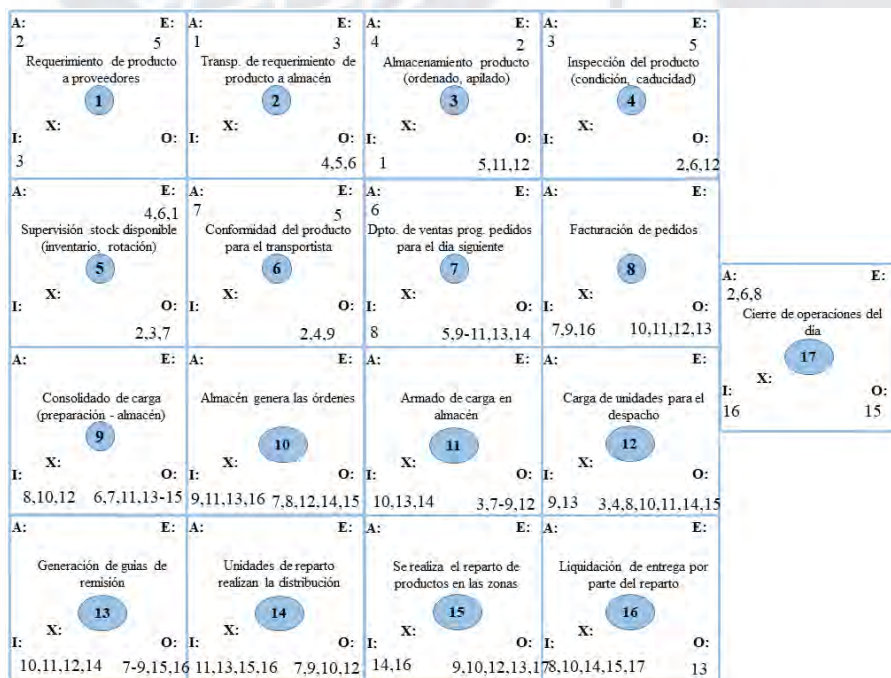 A: E:
2 5
Requerimiento de producto
a proveedores
1
X:
I: O:
3
A: E:
1 3
Transp. de requerimiento de
producto a almacén
2
X:
I: O:
4,5,6
A: E:
4 2
Almacenamiento producto
(ordenado, apilado)
3
X:
I: O:
1 5,11,12
A: E:
3 5
Inspección del producto
(condición, caducidad)
4
X:
I: O:
2,6,12
A: E:
4,6,1
Supervisión stock disponible
(inventario, rotación)
5
X:
I: O:
2,3,7
A: E:
7 5
Conformidad del producto
para el transportista
6
X:
I: O:
2,4,9
A: E:
6
Dpto. de ventas prog. pedidos
para el dia siguiente
7
X:
I: O:
8 5,9-11,13,14
A: E:
Facturación de pedidos
8
X:
I: O:
7,9,16 10,11,12,13
A: E:
2,6,8
Cierre de operaciones del
dia
17
X:
I: O:
16 15
A: E:
Consolidado de carga
(preparación - almacén)
9
X:
I: O:
8,10,12 6,7,11,13-15
A: E:
Almacén genera las órdenes
10
X:
I: O:
9,11,13,16 7,8,12,14,15
A: E:
Armado de carga en
almacén
11
X:
I: O:
10,13,14 3,7-9,12
A: E:
Carga de unidades para el
despacho
12
X:
I: O:
9,13 3,4,8,10,11,14,15
A: E:
Generación de guias de
remisión
13
X:
I: O:
10,11,12,14 7-9,15,16
A: E:
Unidades de reparto
realizan la distribución
14
X:
I: O:
11,13,15,16 7,9,10,12
A: E:
Se realiza el reparto de
productos en las zonas
15
X:
I: O:
14,16 9,10,12,13,17
A: E:
Liquidación de entrega por
parte del reparto
16
X:
I: O:
8,10,14,15,17 13